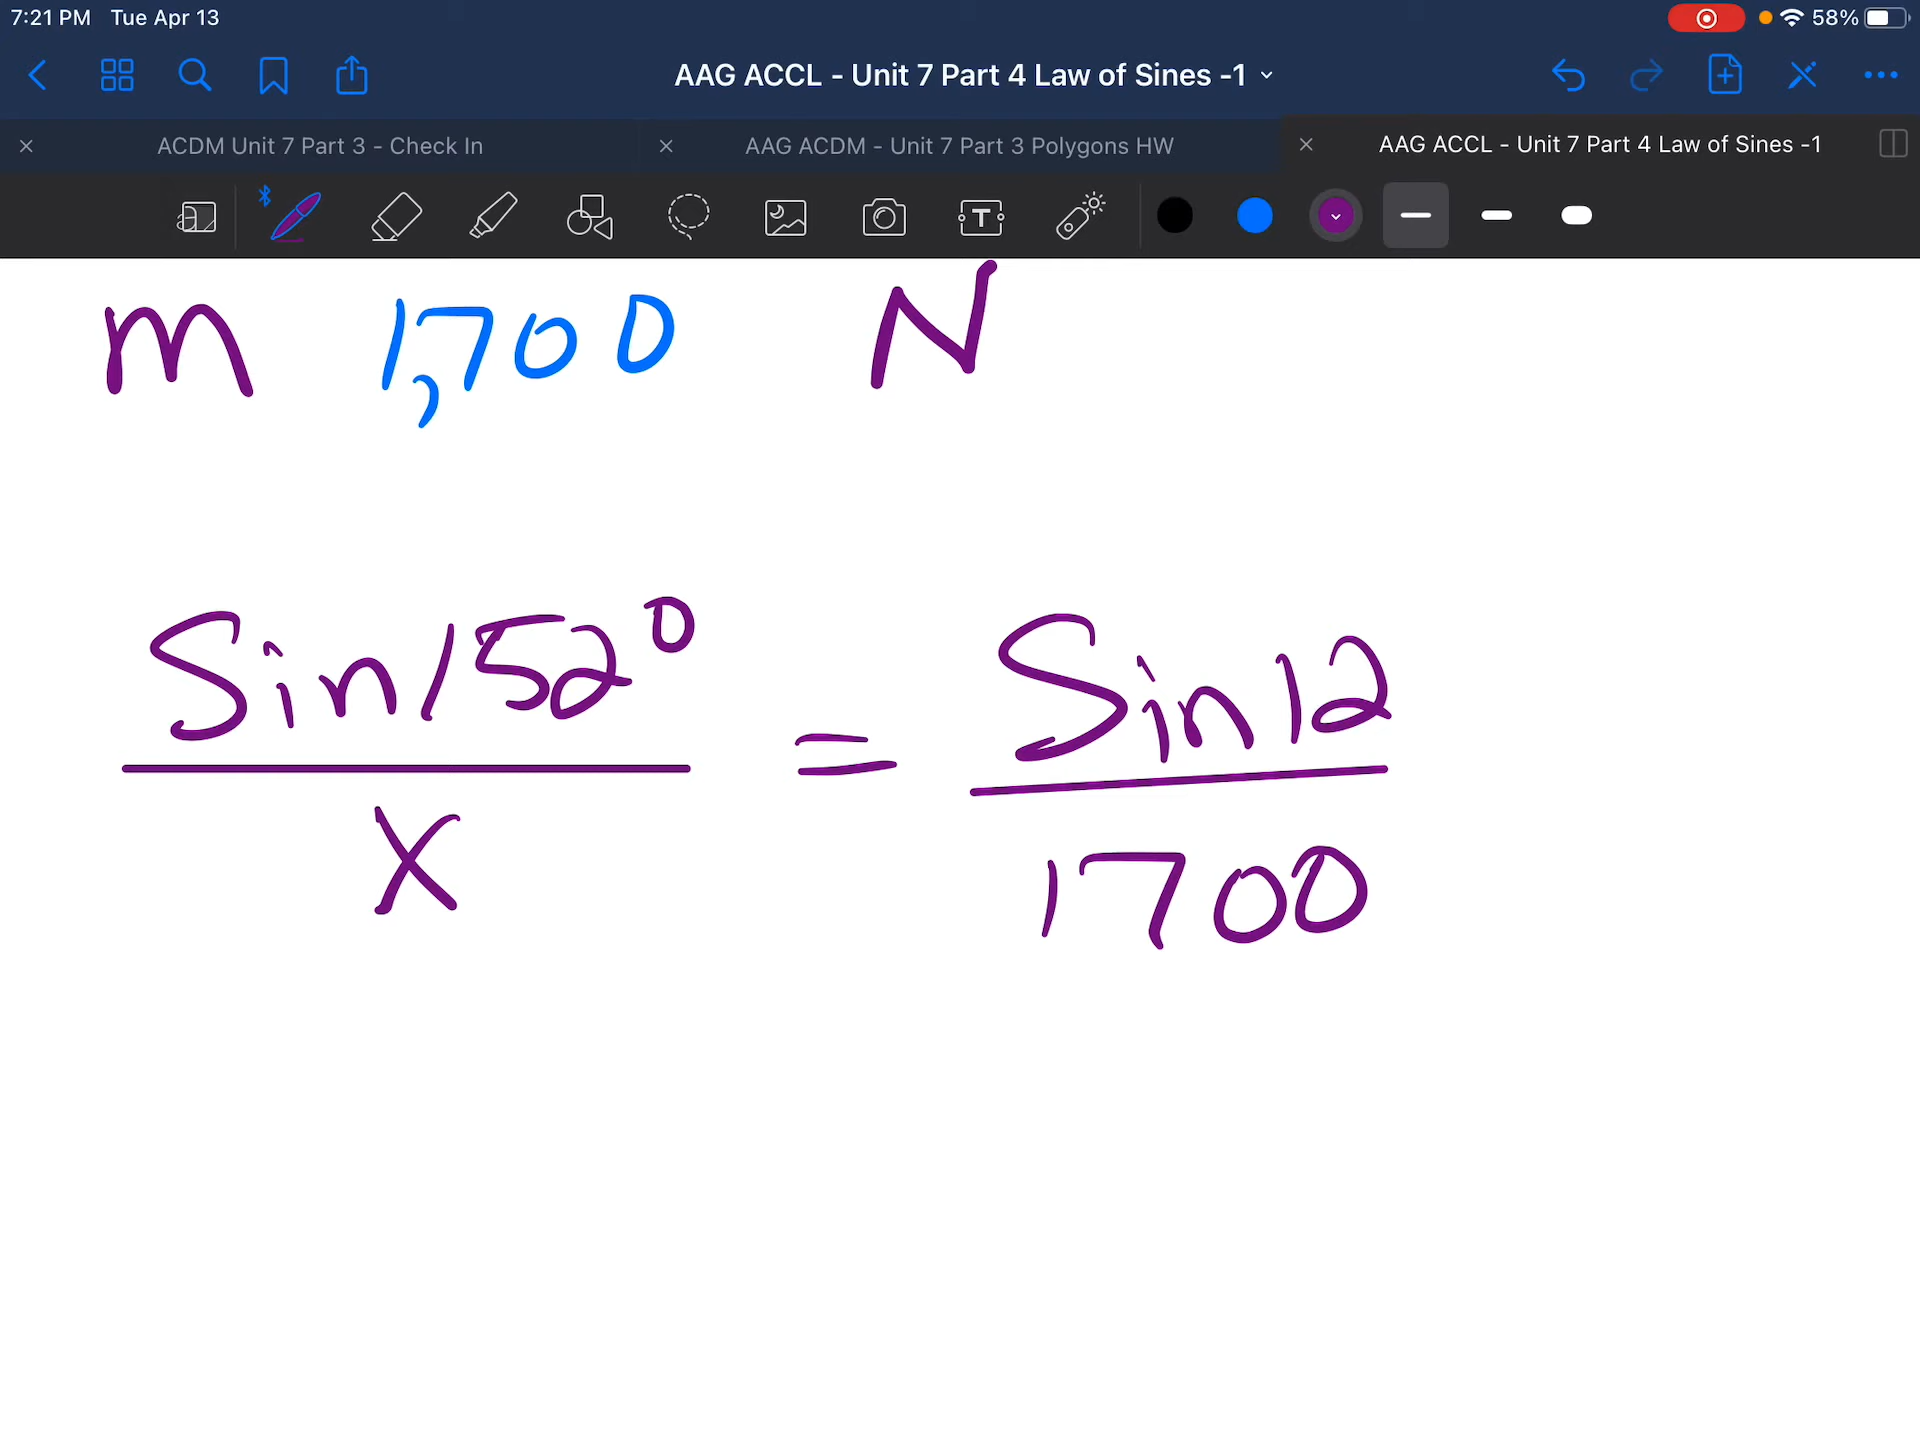 7:21 PM Tue Apr 13 58%
AAG ACCL - Unit 7 Part 4 Law of Sines -1
ACDM Unit 7 Part 3 - Check In AAG ACDM - Unit 7 Part 3 Polygons HW AAG ACCL - Unit 7 Part 4 Law of Sines -1
a T
m 1,700 N
Sin152° = Sin12
x 1700